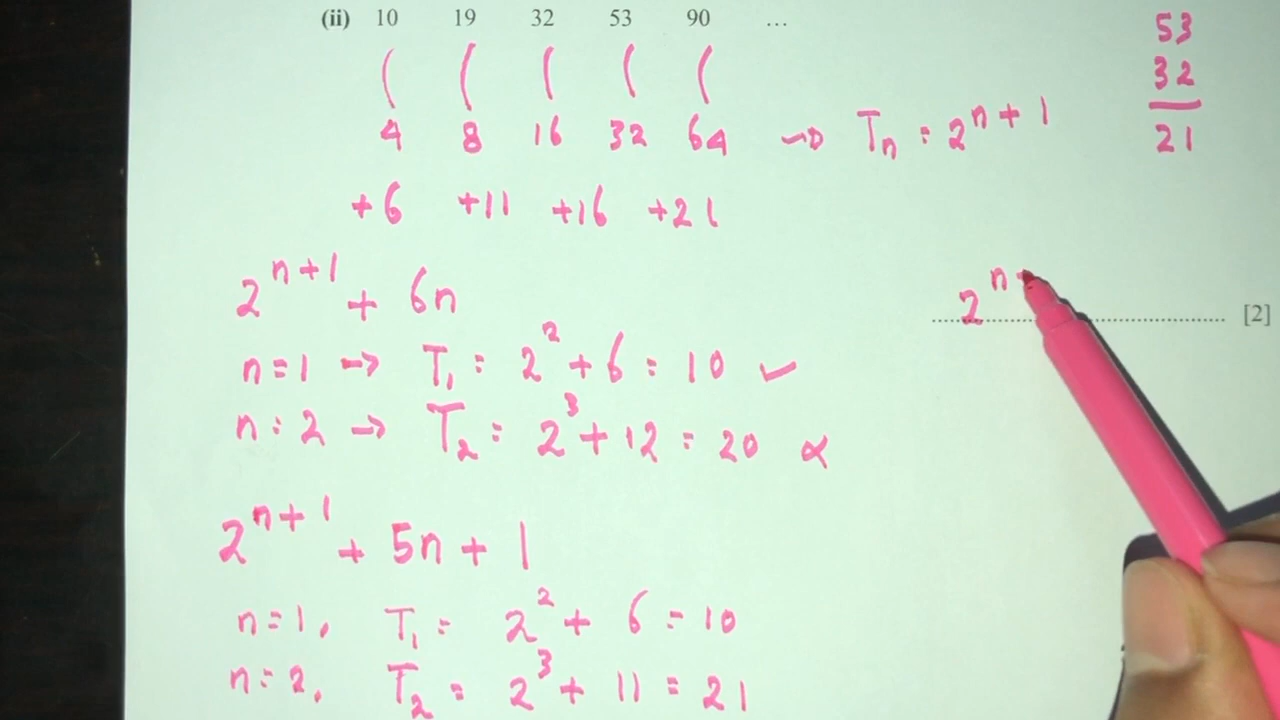 (ii) 10 19 32 53 90 ...
53
32
21
4 8 16 32 64 → Tn = 2^n+1
+6 +11 +16 +21
2^n+1 + 6n
2^n+
[2]
n=1 → T1 = 2^2 + 6 = 10 ✓
n=2 → T2 = 2^3 + 12 = 20 ✗
2^n+1 + 5n + 1
n=1, T1 = 2^2 + 6 = 10
n=2, T2 = 2^3 + 11 = 21